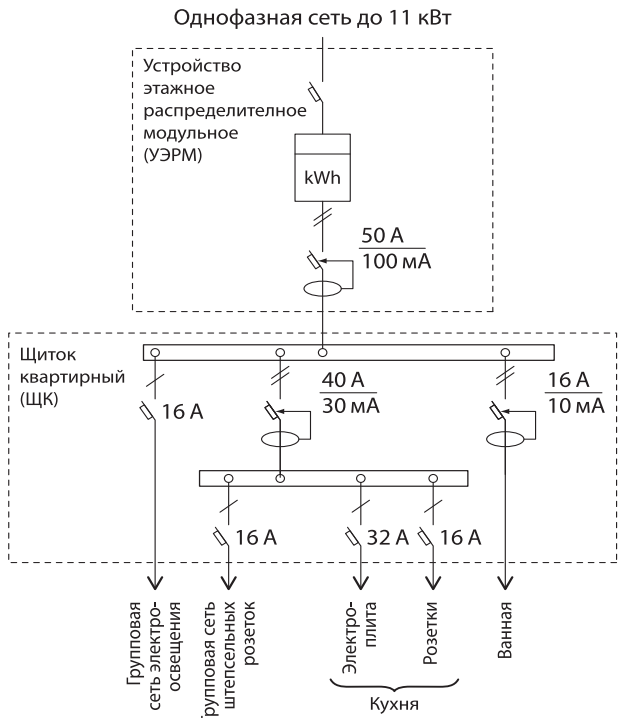 Однофазная сеть до 11 кВт
Устройство
этажное
распределителное
модульное
(УЭРМ)
kWh
50 А
100 мА
Щиток
квартирный
(ЩК)
16 А
40 А
30 мА
16 А
10 мА
16 А
32 А
16 А
Групповая
сеть электро-
освещения
Групповая сеть
штепсельных
розеток
Электро-
плита
Розетки
Ванная
Кухня